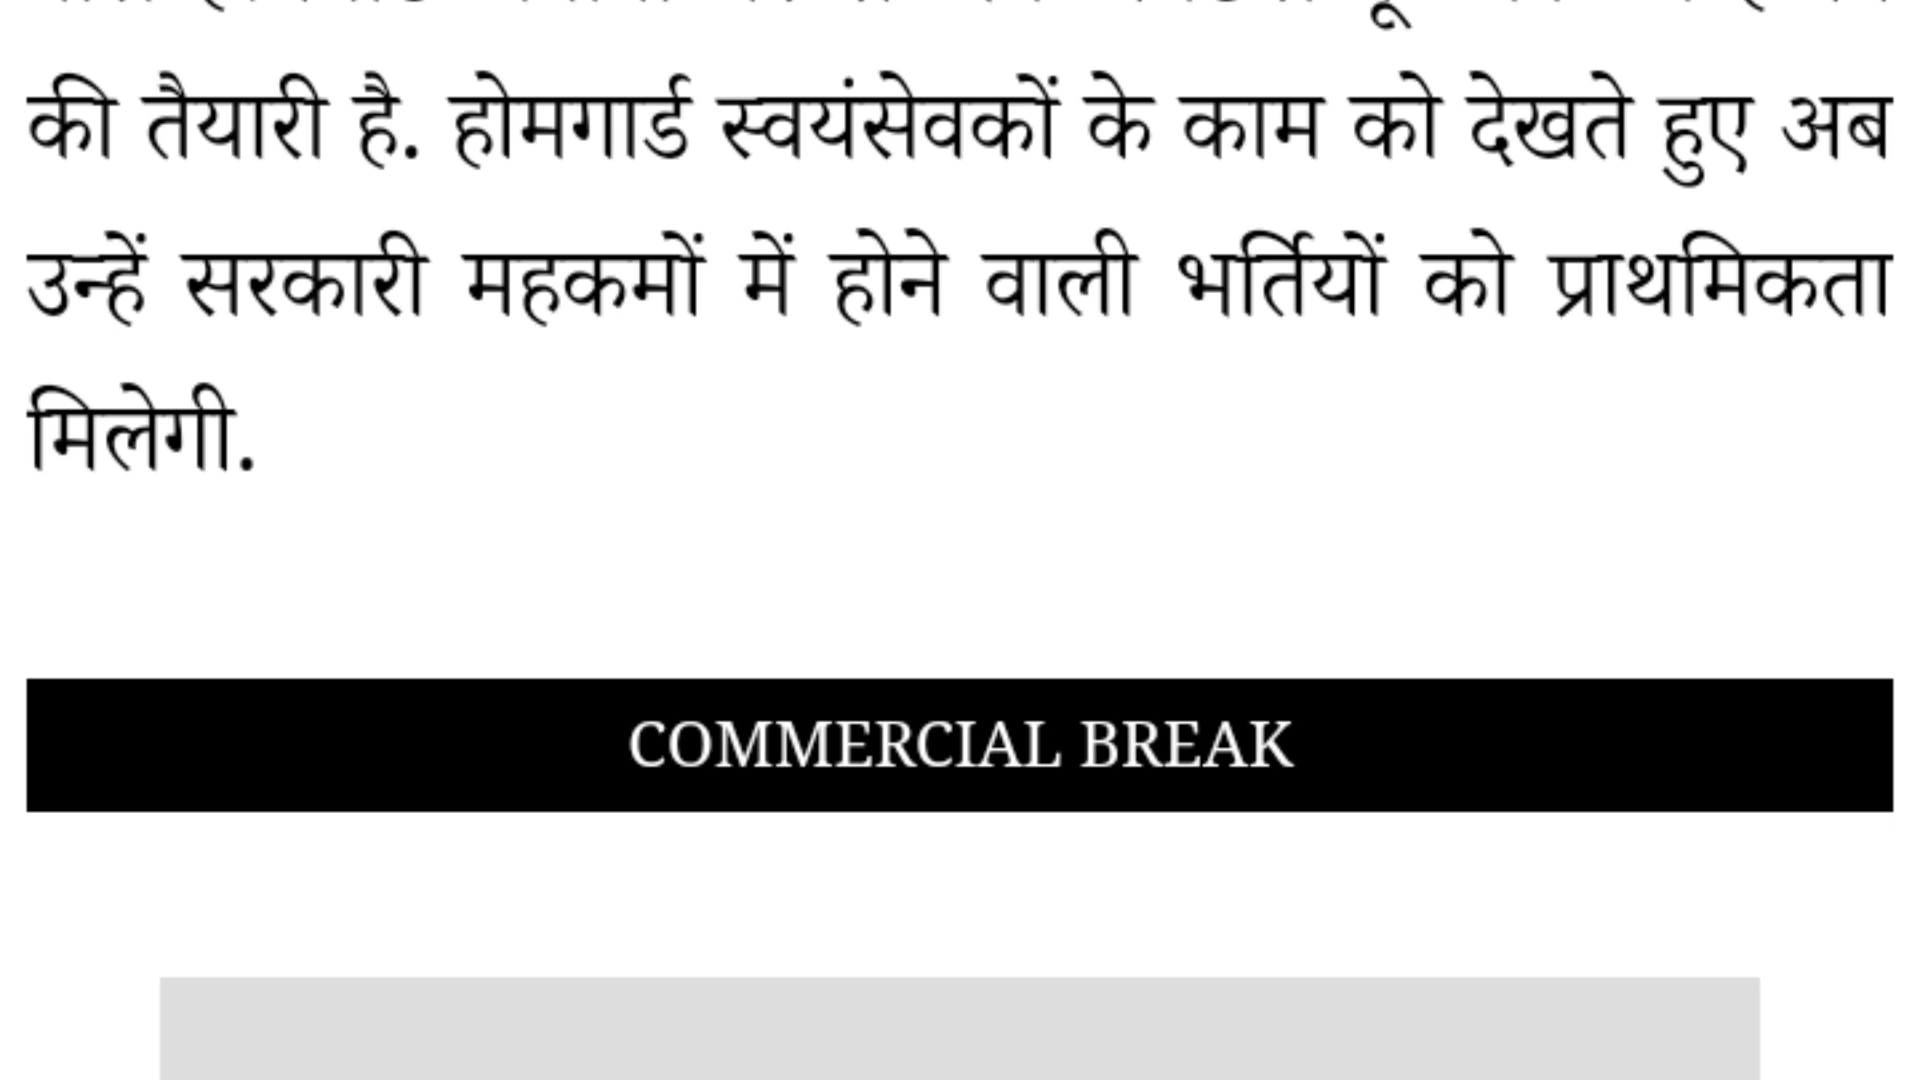 की तैयारी है. होमगार्ड स्वयंसेवकों के काम को देखते हुए अब
उन्हें सरकारी महकमों में होने वाली भर्तियों को प्राथमिकता
मिलेगी.
COMMERCIAL BREAK